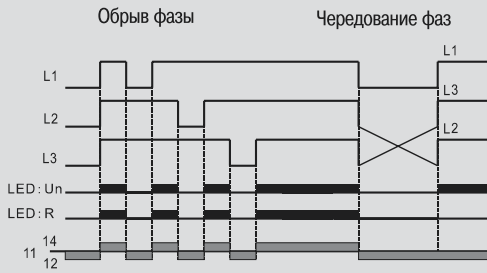 Обрыв фазы Чередование фаз
L1
L1
L3
L2
L2
L3
LED: Un
LED: R
14
11
12